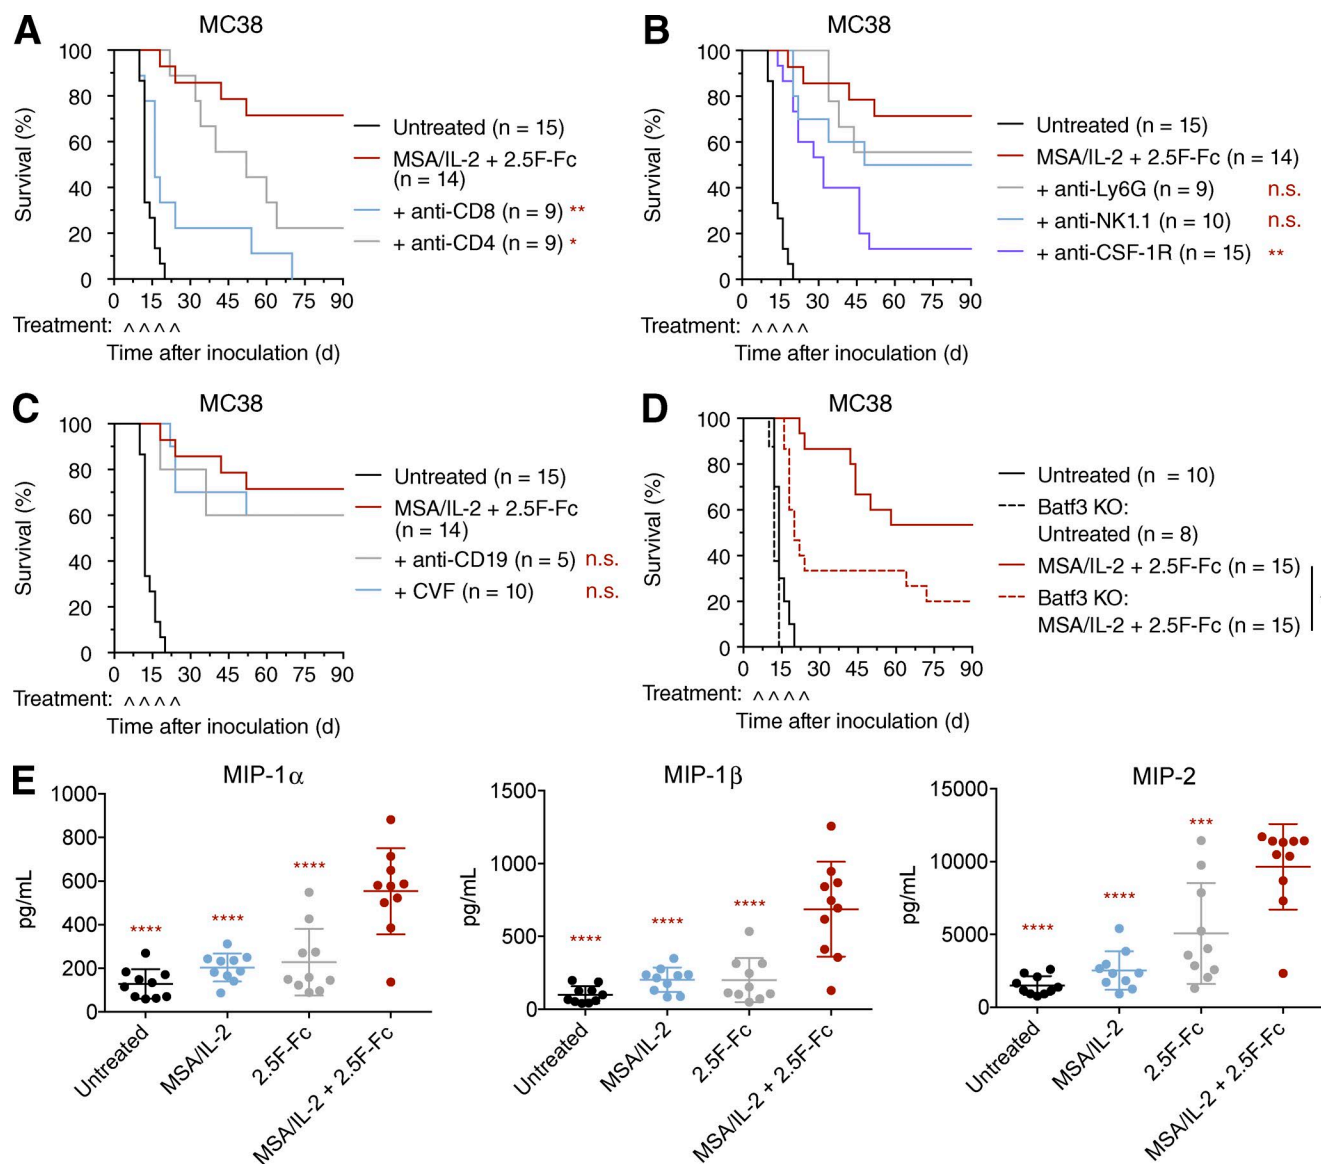 A
MC38
Survival (%)
100
80
60
40
20
0
0 15 30 45 60 75 90
Treatment: ^ ^ ^ ^
Time after inoculation (d)
Untreated (n = 15)
MSA/IL-2 + 2.5F-Fc
(n = 14)
+ anti-CD8 (n = 9) **
+ anti-CD4 (n = 9) *
B
MC38
Survival (%)
100
80
60
40
20
0
0 15 30 45 60 75 90
Treatment: ^ ^ ^ ^
Time after inoculation (d)
Untreated (n = 15)
MSA/IL-2 + 2.5F-Fc (n = 14)
+ anti-Ly6G (n = 9) n.s.
+ anti-NK1.1 (n = 10) n.s.
+ anti-CSF-1R (n = 15) **
C
MC38
Survival (%)
100
80
60
40
20
0
0 15 30 45 60 75 90
Treatment: ^ ^ ^ ^
Time after inoculation (d)
Untreated (n = 15)
MSA/IL-2 + 2.5F-Fc
(n = 14)
+ anti-CD19 (n = 5) n.s.
+ CVF (n = 10) n.s.
D
MC38
Survival (%)
100
80
60
40
20
0
0 15 30 45 60 75 90
Treatment: ^ ^ ^ ^
Time after inoculation (d)
Untreated (n = 10)
Batf3 KO:
Untreated (n = 8)
MSA/IL-2 + 2.5F-Fc (n = 15)
Batf3 KO:
MSA/IL-2 + 2.5F-Fc (n = 15)
E
MIP-1α
pg/mL
1000
800
600
400
200
0
****
****
****
Untreated
MSA/IL-2
2.5F-Fc
MSA/IL-2 + 2.5F-Fc
MIP-1β
pg/mL
1500
1000
500
0
****
****
****
Untreated
MSA/IL-2
2.5F-Fc
MSA/IL-2 + 2.5F-Fc
MIP-2
pg/mL
15000
10000
5000
0
****
****
***
Untreated
MSA/IL-2
2.5F-Fc
MSA/IL-2 + 2.5F-Fc